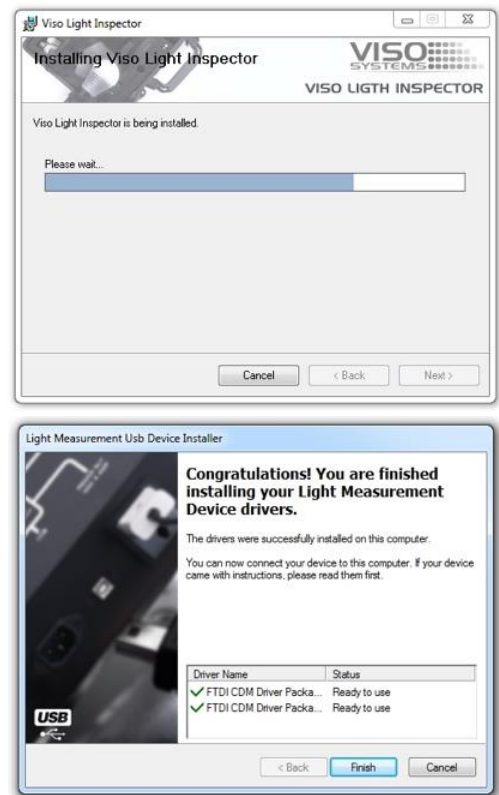 Viso Light Inspector
Installing Viso Light Inspector
VISO
SYSTEMS
VISO LIGTH INSPECTOR
Viso Light Inspector is being installed.
Please wait...
Cancel
< Back
Next >
Light Measurement Usb Device Installer
Congratulations! You are finished
installing your Light Measurement
Device drivers.
The drivers were successfully installed on this computer.
You can now connect your device to this computer. If your device
came with instructions, please read them first.
Driver Name Status
FTDI CDM Driver Packa... Ready to use
FTDI CDM Driver Packa... Ready to use
USB
< Back
Finish
Cancel